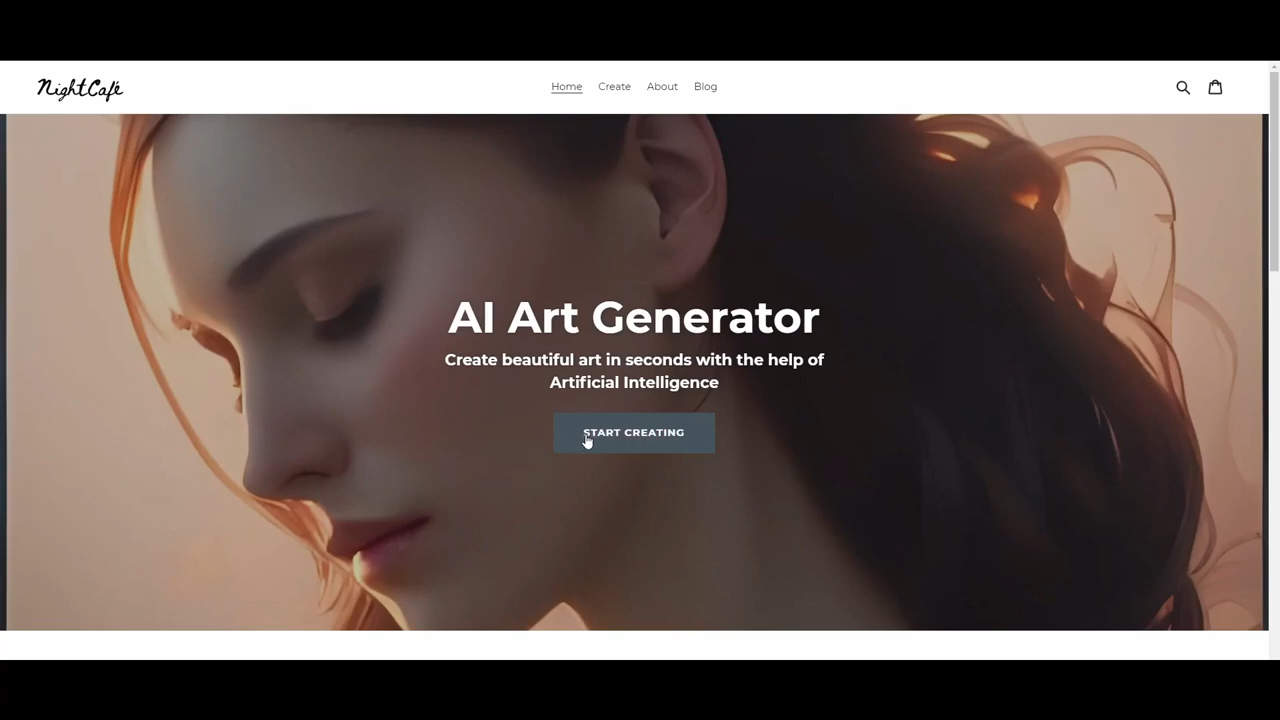 NightCafé
Home Create About Blog
AI Art Generator
Create beautiful art in seconds with the help of
Artificial Intelligence
START CREATING